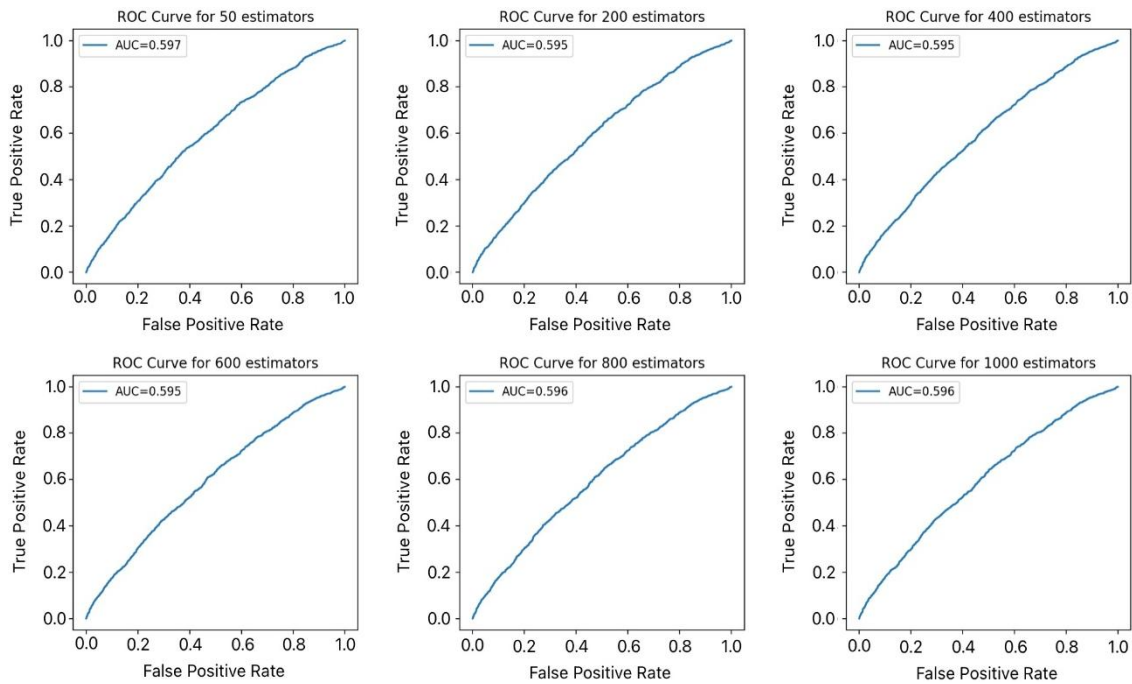 ROC Curve for 50 estimators
AUC=0.597
1.0
0.8
0.6
0.4
0.2
0.0
True Positive Rate
0.0 0.2 0.4 0.6 0.8 1.0
False Positive Rate
ROC Curve for 200 estimators
AUC=0.595
1.0
0.8
0.6
0.4
0.2
0.0
True Positive Rate
0.0 0.2 0.4 0.6 0.8 1.0
False Positive Rate
ROC Curve for 400 estimators
AUC=0.595
1.0
0.8
0.6
0.4
0.2
0.0
True Positive Rate
0.0 0.2 0.4 0.6 0.8 1.0
False Positive Rate
ROC Curve for 600 estimators
AUC=0.595
1.0
0.8
0.6
0.4
0.2
0.0
True Positive Rate
0.0 0.2 0.4 0.6 0.8 1.0
False Positive Rate
ROC Curve for 800 estimators
AUC=0.596
1.0
0.8
0.6
0.4
0.2
0.0
True Positive Rate
0.0 0.2 0.4 0.6 0.8 1.0
False Positive Rate
ROC Curve for 1000 estimators
AUC=0.596
1.0
0.8
0.6
0.4
0.2
0.0
True Positive Rate
0.0 0.2 0.4 0.6 0.8 1.0
False Positive Rate